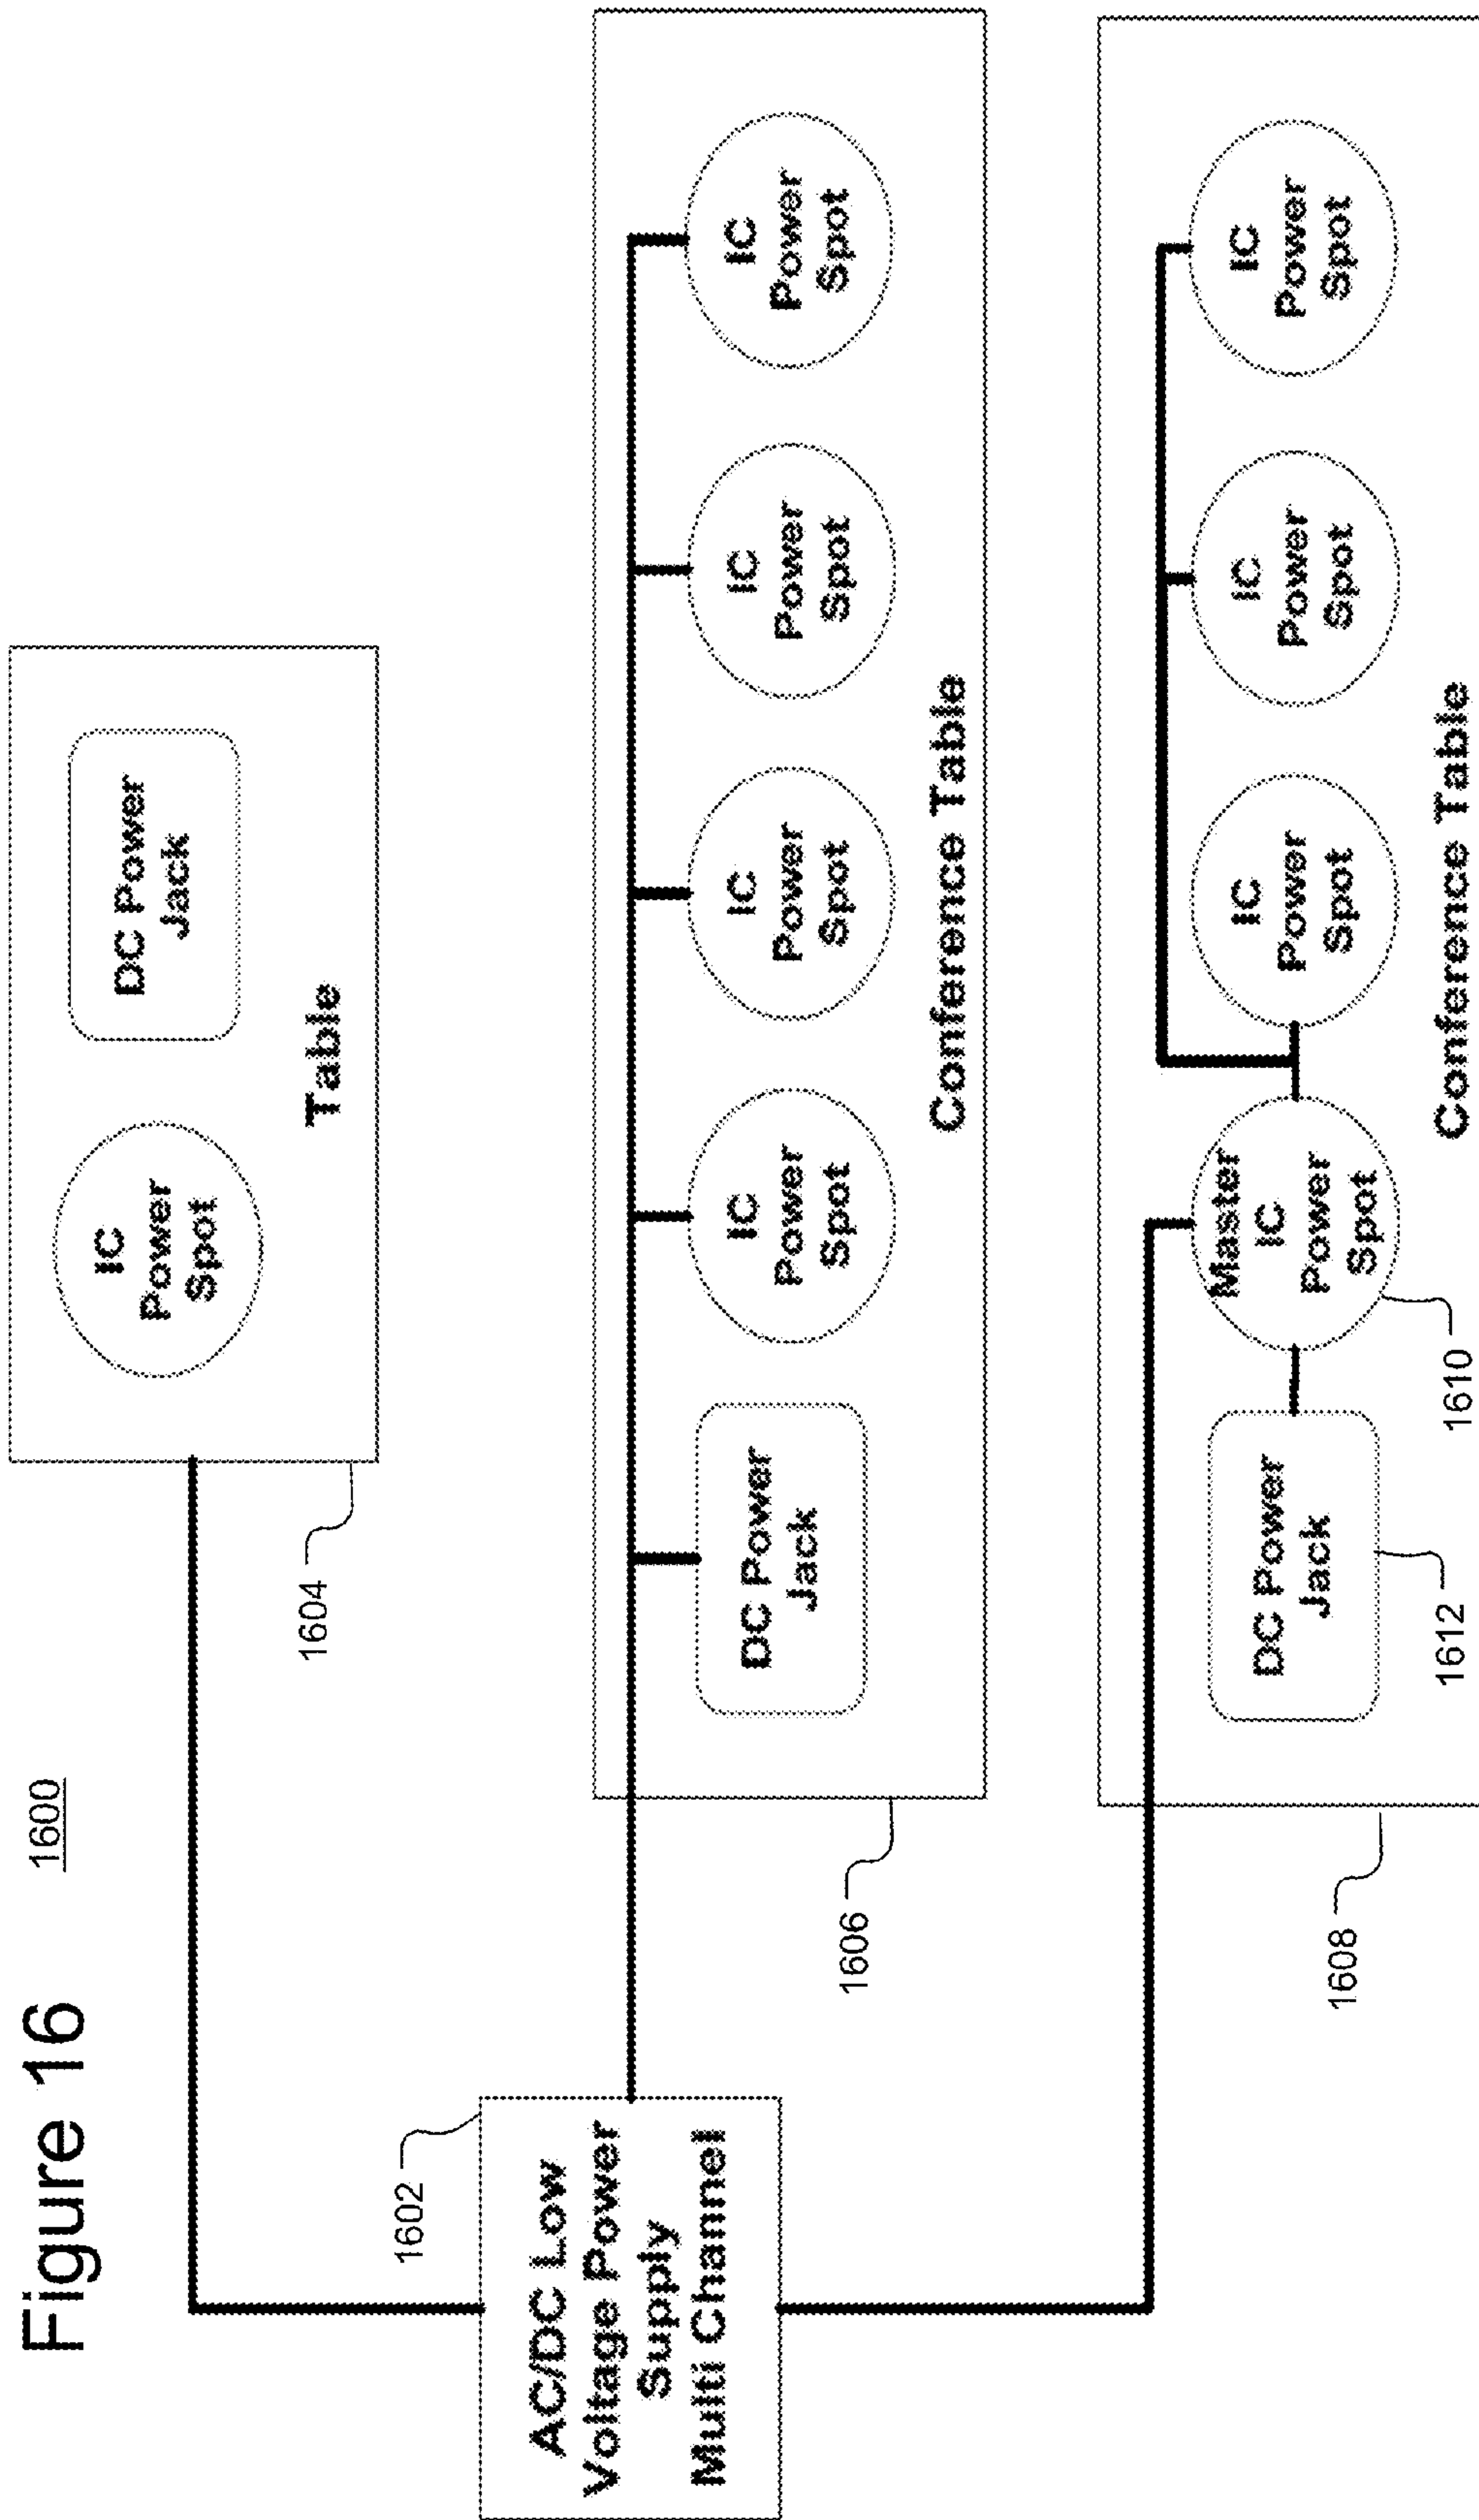 Figure 16
1600
IC
Power
Spot
DC Power
Jack
Table
1604
1602
AC/DC Low
Voltage Power
Supply
Multi Channel
DC Power
Jack
IC
Power
Spot
IC
Power
Spot
IC
Power
Spot
IC
Power
Spot
Conference Table
1606
DC Power
Jack
Master
IC
Power
Spot
IC
Power
Spot
IC
Power
Spot
IC
Power
Spot
Conference Table
1608
1612
1610